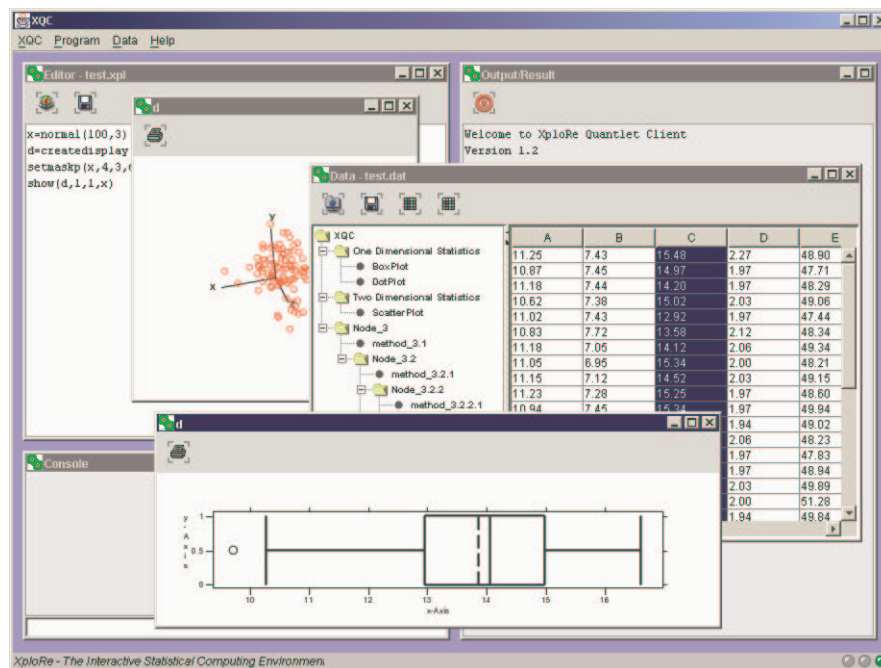 XQC
XQC Program Data Help
Editor - test.xpl
x=normal(100,3)
d=createdisplay
setmaskp(x,4,3,
show(d,1,1,x)
d
y
x
Output/Result
Welcome to XploRe Quantlet Client
Version 1.2
Data - test.dat
XQC
One Dimensional Statistics
BoxPlot
DotPlot
Two Dimensional Statistics
ScatterPlot
Node_3
method_3.1
Node_3.2
method_3.2.1
Node_3.2.2
method_3.2.2.1
A B C D E
11.25 7.43 15.48 2.27 48.90
10.87 7.45 14.97 1.97 47.71
11.18 7.44 14.20 1.97 48.29
10.62 7.38 15.02 2.03 49.06
11.02 7.43 12.92 1.97 47.44
10.83 7.72 13.58 2.12 48.34
11.18 7.05 14.12 2.06 49.34
11.05 6.95 15.34 2.00 48.21
11.15 7.12 14.52 2.03 49.15
11.23 7.28 15.25 1.97 48.60
10.94 7.45 15.34 1.97 49.94
1.94 49.02
2.06 48.23
1.97 47.83
1.97 48.94
2.03 49.89
2.00 51.28
1.94 49.84
Console
d
y-Axis
1
0.5
0
10 11 12 13 14 15 16
x-Axis
XploRe - The Interactive Statistical Computing Environment